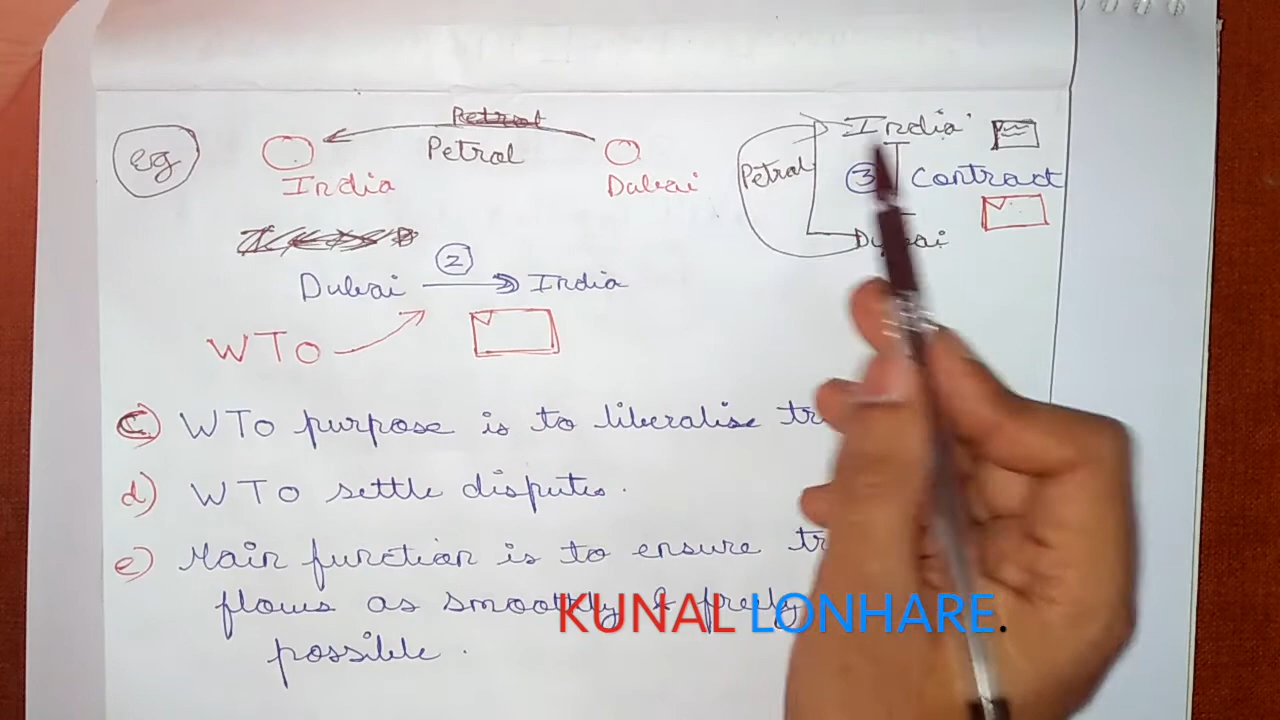 eg
Petrol
Petrol
India
Dubai
India
Petrol
③ Contract
Dubai
②
Dubai → India
WTO
c) WTO purpose is to liberalise
d) WTO settle disputes.
e) Main function is to ensure
flows as smoothly & freely
possible.
KUNAL LONHARE.